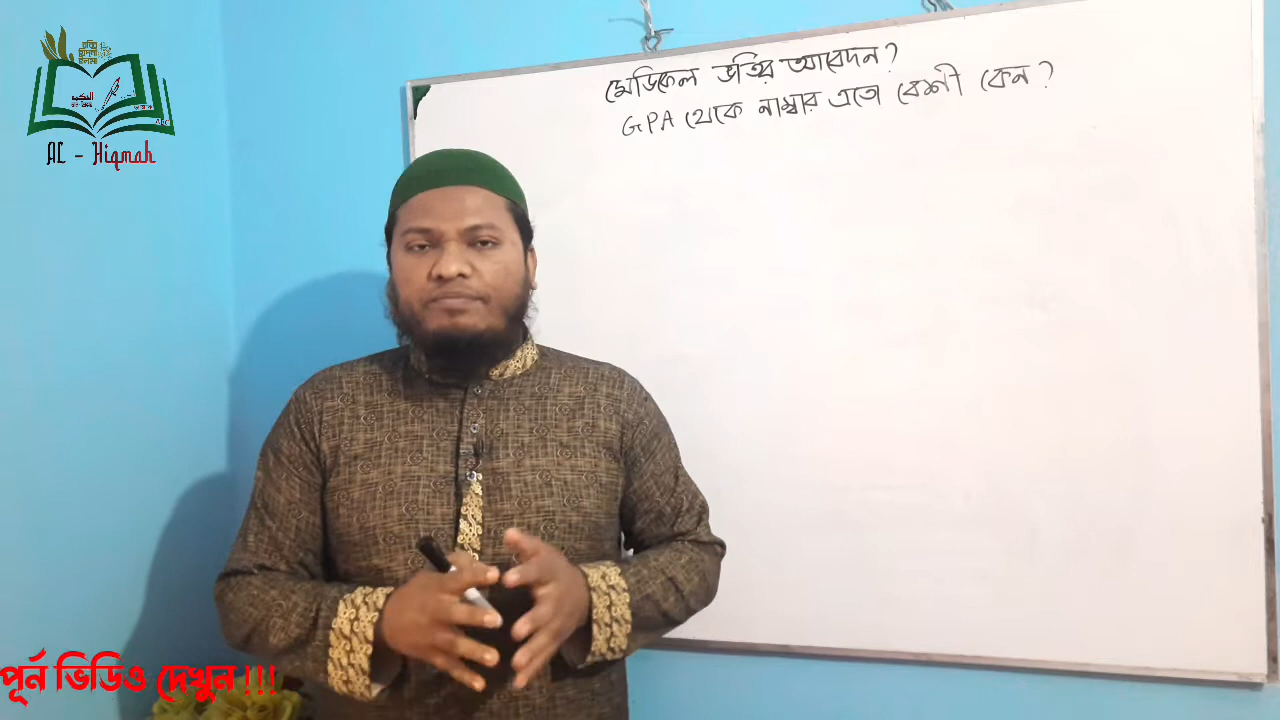 AL - Hiqmah
মেডিকেল ভর্তির আবেদন?
GPA থেকে নাম্বার এতো বেশী কেন?
পূর্ন ভিডিও দেখুন !!!